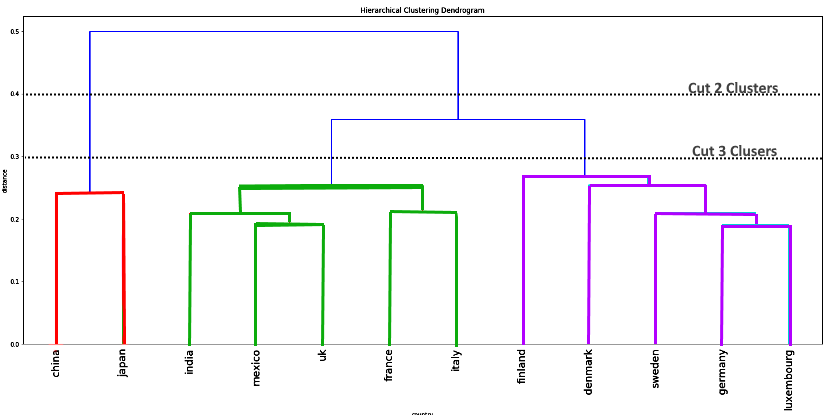 Hierarchical Clustering Dendrogram
0.5
0.4
0.3
0.2
0.1
0.0
distance
Cut 2 Clusters
Cut 3 Clusers
china
japan
india
mexico
uk
france
italy
finland
denmark
sweden
germany
luxembourg
country